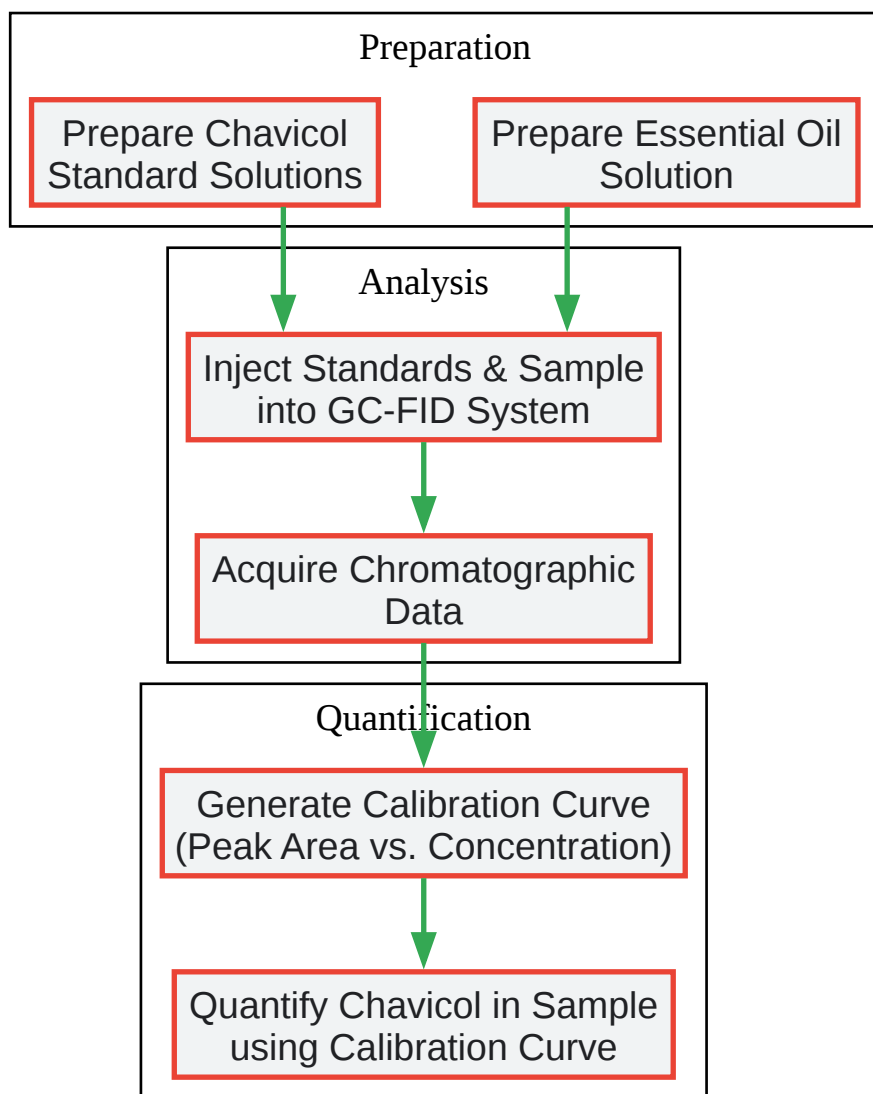 Preparation
Prepare Chavicol
Standard Solutions
Prepare Essential Oil
Solution
Analysis
Inject Standards & Sample
into GC-FID System
Acquire Chromatographic
Data
Quantification
Generate Calibration Curve
(Peak Area vs. Concentration)
Quantify Chavicol in Sample
using Calibration Curve